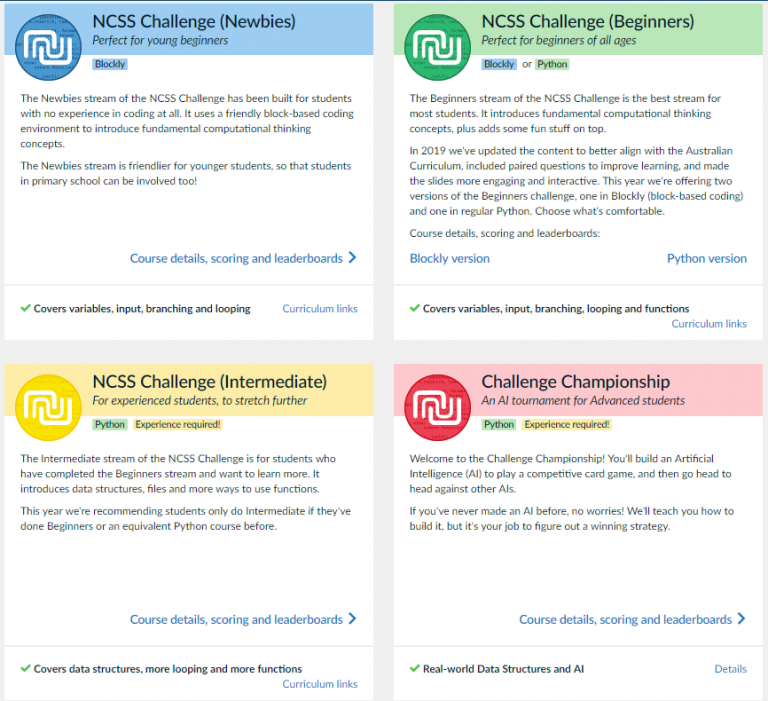 NCSS Challenge (Newbies)
Perfect for young beginners
Blockly
The Newbies stream of the NCSS Challenge has been built for students
with no experience in coding at all. It uses a friendly block-based coding
environment to introduce fundamental computational thinking
concepts.
The Newbies stream is friendlier for younger students, so that students
in primary school can be involved too!
Course details, scoring and leaderboards
Covers variables, input, branching and looping
Curriculum links
NCSS Challenge (Beginners)
Perfect for beginners of all ages
Blockly or Python
The Beginners stream of the NCSS Challenge is the best stream for
most students. It introduces fundamental computational thinking
concepts, plus adds some fun stuff on top.
In 2019 we've updated the content to better align with the Australian
Curriculum, included paired questions to improve learning, and made
the slides more engaging and interactive. This year we're offering two
versions of the Beginners challenge, one in Blockly (block-based coding)
and one in regular Python. Choose what's comfortable.
Course details, scoring and leaderboards:
Blockly version
Python version
Covers variables, input, branching, looping and functions
Curriculum links
NCSS Challenge (Intermediate)
For experienced students, to stretch further
Python Experience required!
The Intermediate stream of the NCSS Challenge is for students who
have completed the Beginners stream and want to learn more. It
introduces data structures, files and more ways to use functions.
This year we're recommending students only do Intermediate if they've
done Beginners or an equivalent Python course before.
Course details, scoring and leaderboards
Covers data structures, more looping and more functions
Curriculum links
Challenge Championship
An AI tournament for Advanced students
Python Experience required!
Welcome to the Challenge Championship! You'll build an Artificial
Intelligence (AI) to play a competitive card game, and then go head to
head against other AIs.
If you've never made an AI before, no worries! We'll teach you how to
build it, but it's your job to figure out a winning strategy.
Course details, scoring and leaderboards
Real-world Data Structures and AI
Details